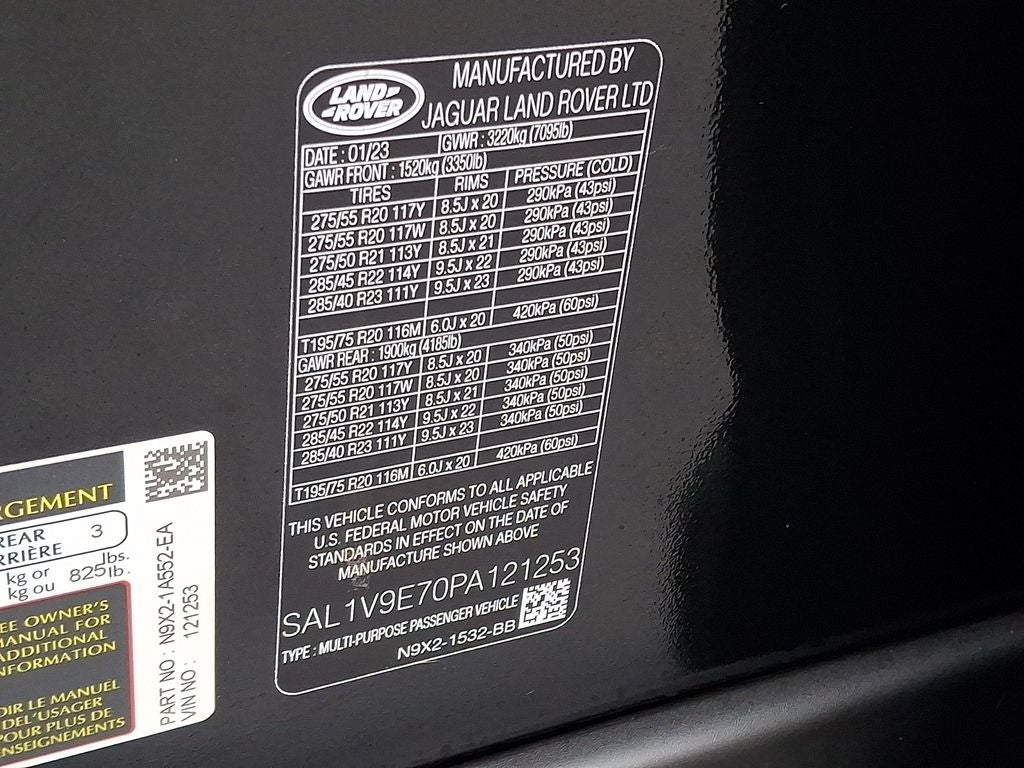 LAND
ROVER
MANUFACTURED BY
JAGUAR LAND ROVER LTD
DATE : 01/23 GVWR : 3220kg (7095lb)
GAWR FRONT : 1520kg (3350lb)
TIRES RIMS PRESSURE (COLD)
275/55 R20 117Y 8.5J x 20 290kPa (43psi)
275/55 R20 117W 8.5J x 20 290kPa (43psi)
275/50 R21 113Y 8.5J x 21 290kPa (43psi)
285/45 R22 114Y 9.5J x 22 290kPa (43psi)
285/40 R23 111Y 9.5J x 23 290kPa (43psi)
T195/75 R20 116M 6.0J x 20 420kPa (60psi)
GAWR REAR : 1900kg (4185lb)
275/55 R20 117Y 8.5J x 20 340kPa (50psi)
275/55 R20 117W 8.5J x 20 340kPa (50psi)
275/50 R21 113Y 8.5J x 21 340kPa (50psi)
285/45 R22 114Y 9.5J x 22 340kPa (50psi)
285/40 R23 111Y 9.5J x 23 340kPa (50psi)
T195/75 R20 116M 6.0J x 20 420kPa (60psi)
THIS VEHICLE CONFORMS TO ALL APPLICABLE
U.S. FEDERAL MOTOR VEHICLE SAFETY
STANDARDS IN EFFECT ON THE DATE OF
MANUFACTURE SHOWN ABOVE
SAL1V9E70PA121253
TYPE : MULTI-PURPOSE PASSENGER VEHICLE
N9X2-1532-BB
RGEMENT
REAR 3
RRIÈRE
kg or 825 lbs.
kg ou lb.
EE OWNER'S
MANUAL FOR
ADDITIONAL
NFORMATION
OIR LE MANUEL
DEL'USAGER
POUR PLUS DE
ENSEIGNEMENTS
PART NO : N9X2-1A552-EA
VIN NO : 121253